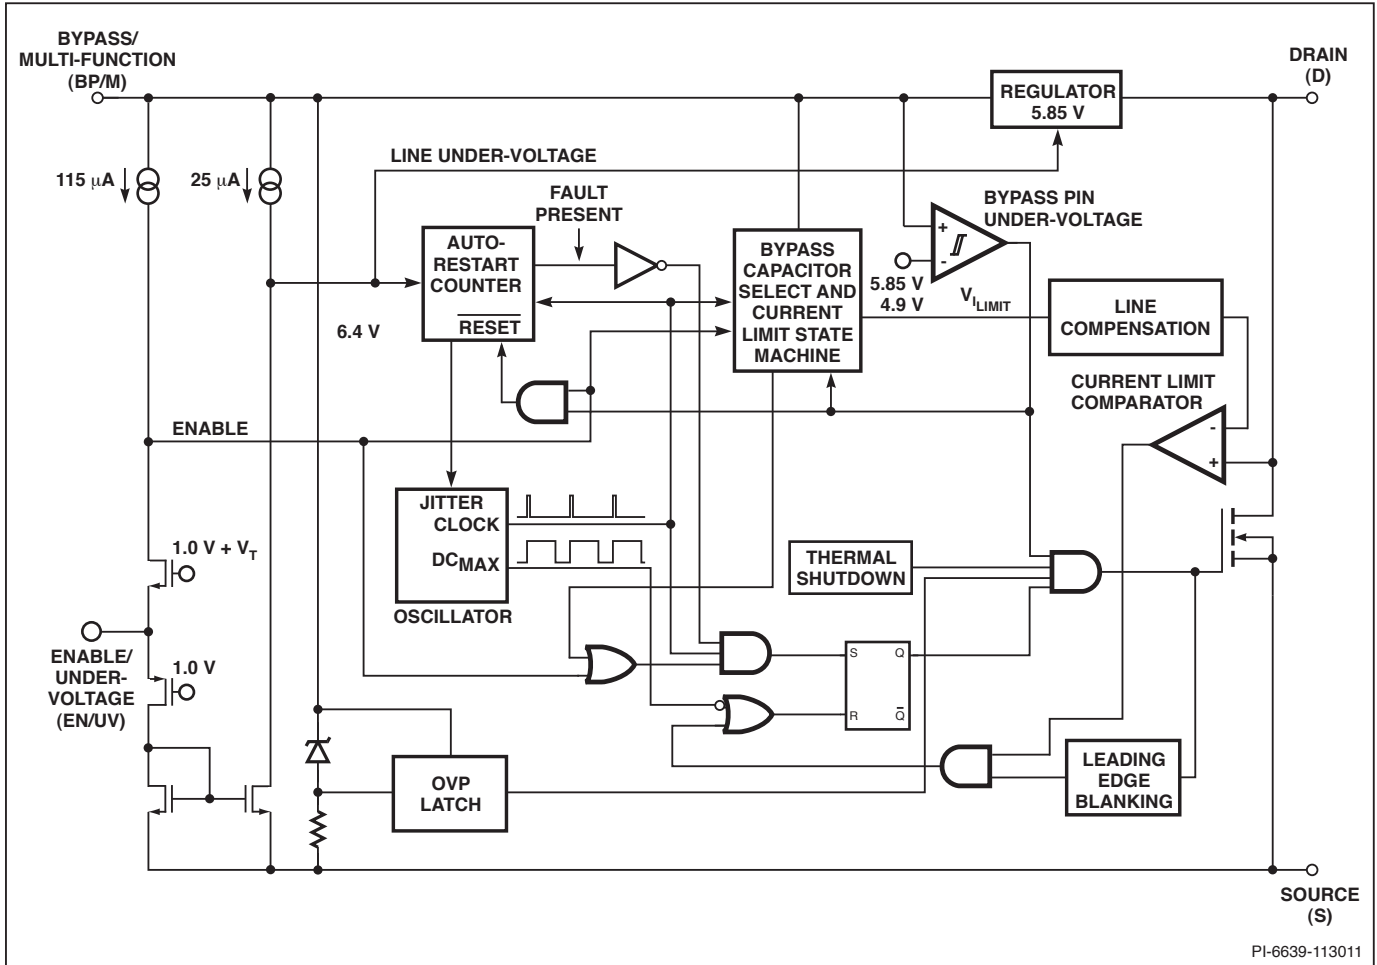 BYPASS/
MULTI-FUNCTION
(BP/M)
DRAIN
(D)
REGULATOR
5.85 V
LINE UNDER-VOLTAGE
115 µA
25 µA
FAULT
PRESENT
BYPASS PIN
UNDER-VOLTAGE
AUTO-
RESTART
COUNTER
RESET
BYPASS
CAPACITOR
SELECT AND
CURRENT
LIMIT STATE
MACHINE
+
-
5.85 V
4.9 V
VILIMIT
LINE
COMPENSATION
6.4 V
CURRENT LIMIT
COMPARATOR
-
+
ENABLE
JITTER
CLOCK
DCMAX
OSCILLATOR
1.0 V + VT
THERMAL
SHUTDOWN
ENABLE/
UNDER-
VOLTAGE
(EN/UV)
1.0 V
S Q
R Q̅
OVP
LATCH
LEADING
EDGE
BLANKING
SOURCE
(S)
PI-6639-113011